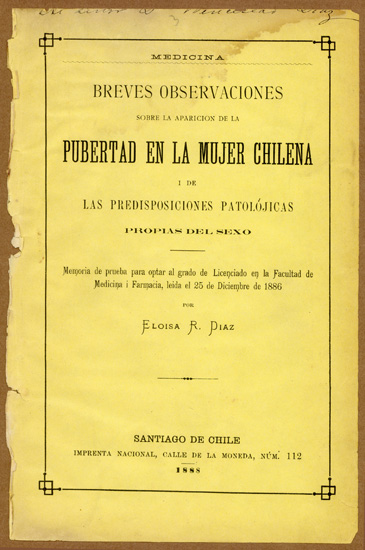 MEDICINA
BREVES OBSERVACIONES
SOBRE LA APARICION DE LA
PUBERTAD EN LA MUJER CHILENA
I DE
LAS PREDISPOSICIONES PATOLÓJICAS
PROPIAS DEL SEXO
Memoria de prueba para optar al grado de Licenciado en la Facultad de
Medicina i Farmacia, leida el 25 de Diciembre de 1886
POR
ELOISA R. DIAZ
SANTIAGO DE CHILE
IMPRENTA NACIONAL, CALLE DE LA MONEDA, NÚM. 112
1888